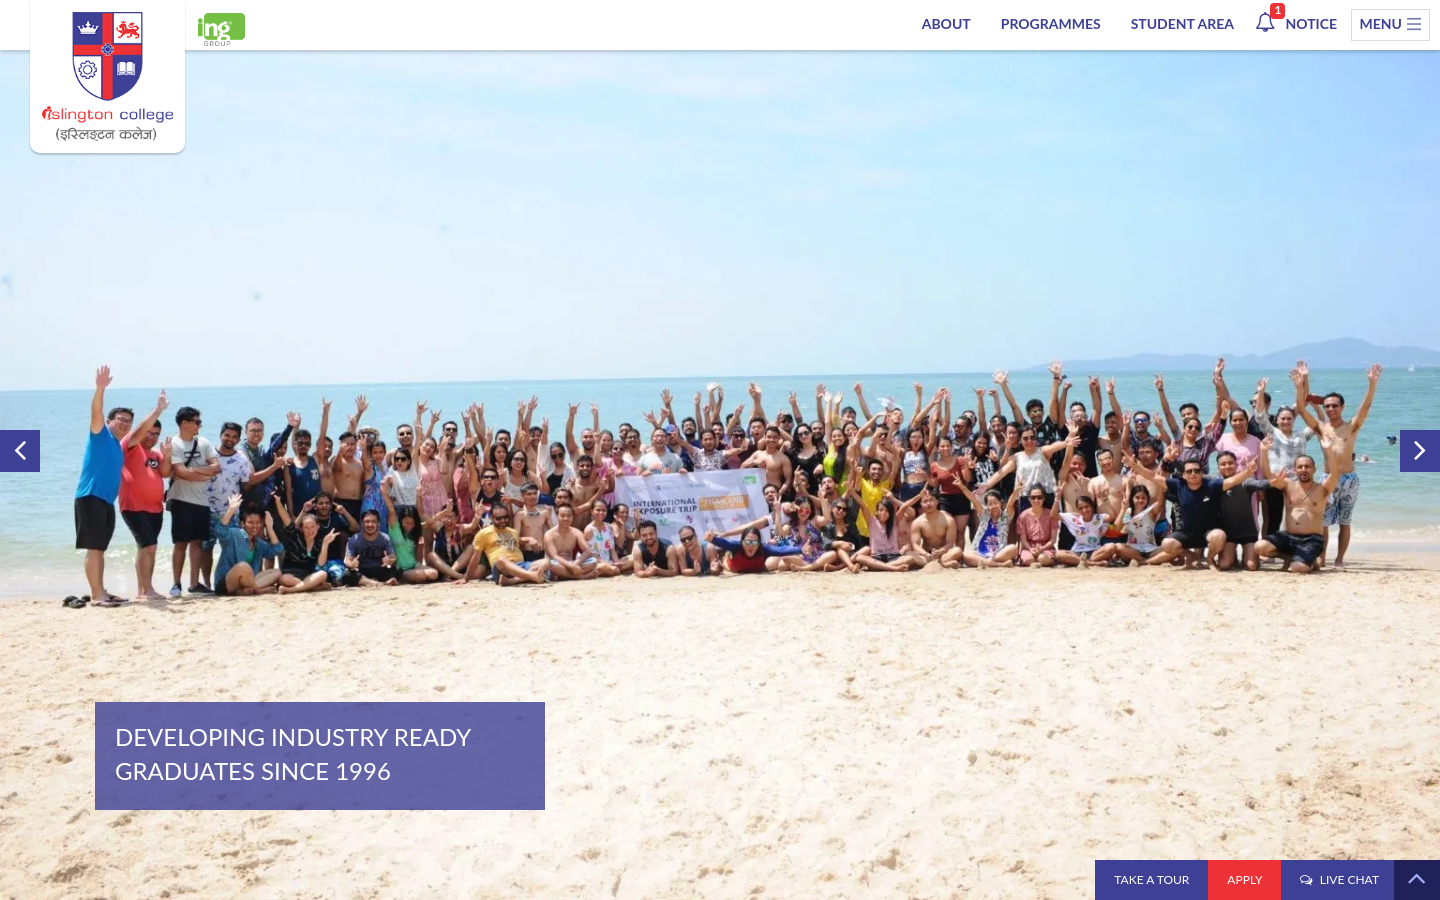 islington college
(इस्लिङ्टन कलेज)
ing
GROUP
ABOUT
PROGRAMMES
STUDENT AREA
1
NOTICE
MENU
INTERNATIONAL
EXPOSURE TRIP
THAILAND
DEVELOPING INDUSTRY READY
GRADUATES SINCE 1996
TAKE A TOUR
APPLY
LIVE CHAT